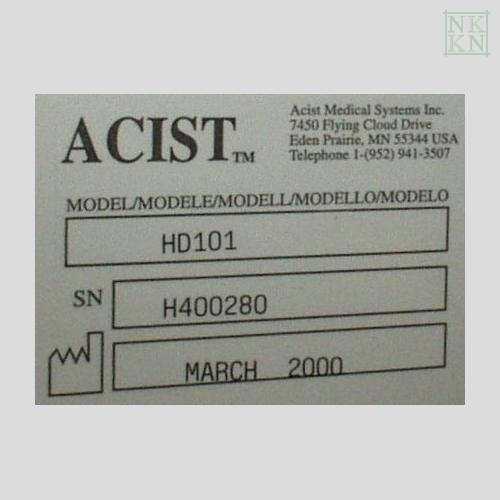 NK
KN
ACIST™
Acist Medical Systems Inc.
7450 Flying Cloud Drive
Eden Prairie, MN 55344 USA
Telephone 1-(952) 941-3507
MODEL/MODELE/MODELL/MODELLO/MODELO
HD101
SN H400280
MARCH 2000